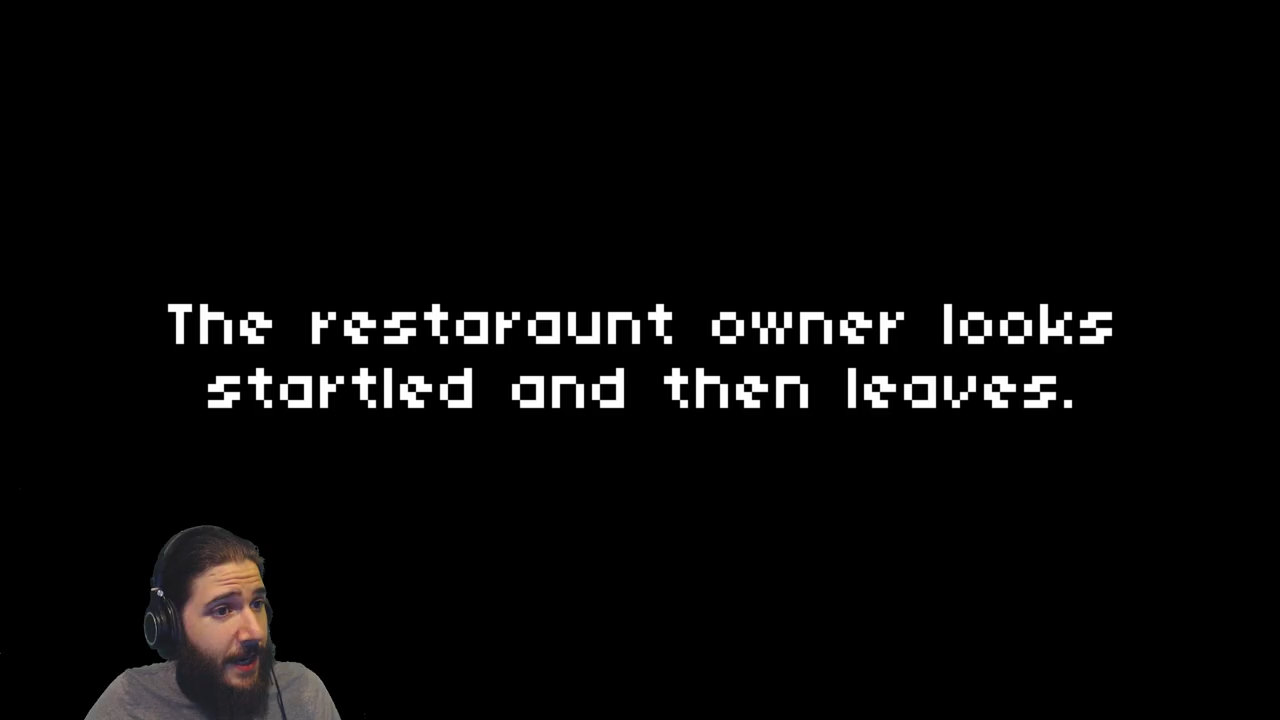 The restaraunt owner looks
startled and then leaves.